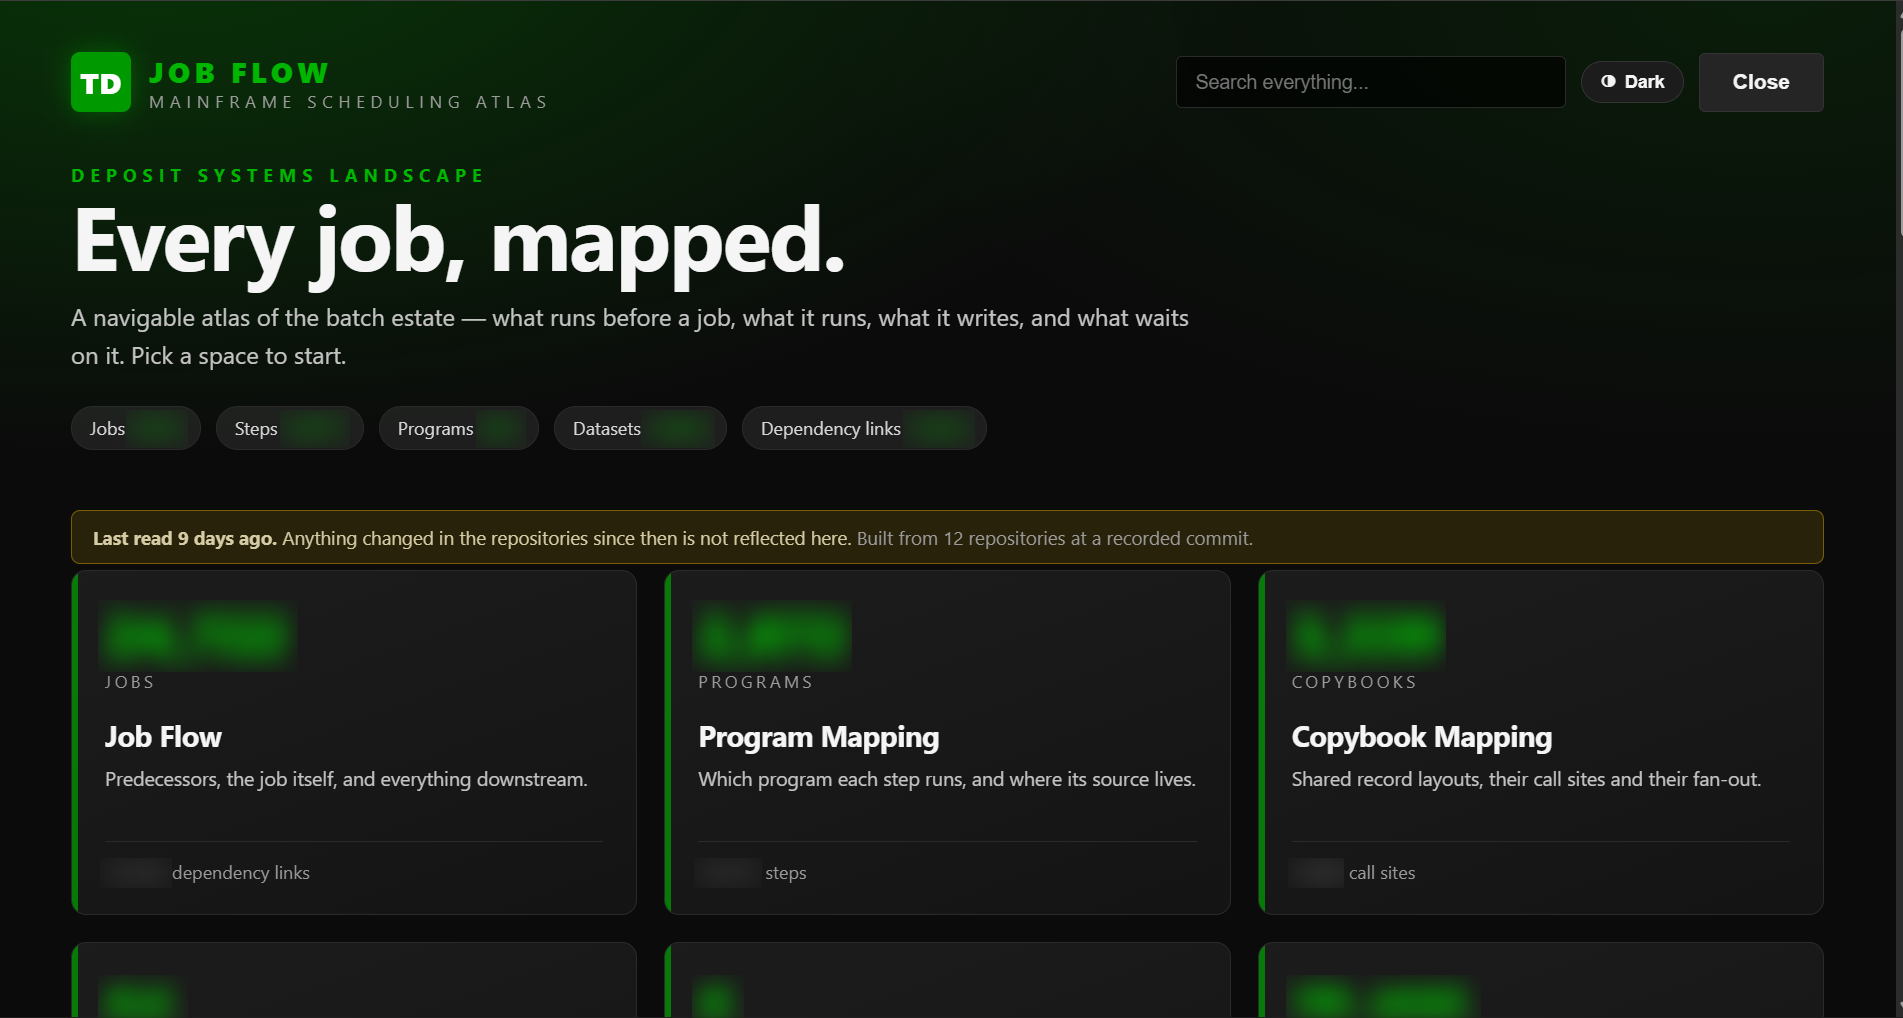 TD
JOB FLOW
MAINFRAME SCHEDULING ATLAS
Search everything...
Dark
Close
DEPOSIT SYSTEMS LANDSCAPE
Every job, mapped.
A navigable atlas of the batch estate — what runs before a job, what it runs, what it writes, and what waits
on it. Pick a space to start.
Jobs
Steps
Programs
Datasets
Dependency links
Last read 9 days ago. Anything changed in the repositories since then is not reflected here. Built from 12 repositories at a recorded commit.
JOBS
Job Flow
Predecessors, the job itself, and everything downstream.
dependency links
PROGRAMS
Program Mapping
Which program each step runs, and where its source lives.
steps
COPYBOOKS
Copybook Mapping
Shared record layouts, their call sites and their fan-out.
call sites